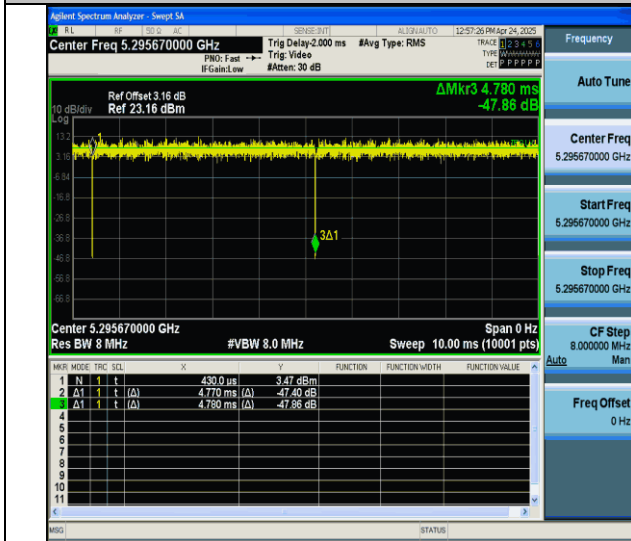 Agilent Spectrum Analyzer - Swept SA
RL RF 50 Ω AC SENSE:INT ALIGN AUTO 12:57:26 PM Apr 24, 2025
Center Freq 5.295670000 GHz
PNO: Fast
IFGain:Low
Trig Delay-2.000 ms
Trig: Video
#Atten: 30 dB
#Avg Type: RMS
TRACE 1 2 3 4 5 6
TYPE
DET P P P P P P
Frequency
Auto Tune
Center Freq
5.295670000 GHz
Start Freq
5.295670000 GHz
Stop Freq
5.295670000 GHz
CF Step
8.000000 MHz
Auto Man
Freq Offset
0 Hz
ΔMkr3 4.780 ms
-47.86 dB
Ref Offset 3.16 dB
10 dB/div Ref 23.16 dBm
Log
13.2
3.16
-6.84
-16.8
-26.8
-36.8
-46.8
-56.8
-66.8
1
3Δ1
Center 5.295670000 GHz Span 0 Hz
Res BW 8 MHz #VBW 8.0 MHz Sweep 10.00 ms (10001 pts)
MKR MODE TRC SCL X Y FUNCTION FUNCTION WIDTH FUNCTION VALUE
1 N 1 t 430.0 µs 3.47 dBm
2 Δ1 1 t (Δ) 4.770 ms (Δ) -47.40 dB
3 Δ1 1 t (Δ) 4.780 ms (Δ) -47.86 dB
4
5
6
7
8
9
10
11
MSG STATUS